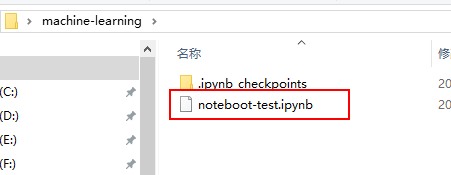 machine-learning
名称
修
.ipynb_checkpoints
20
noteboot-test.ipynb
20
(C:)
(D:)
(E:)
(F:)